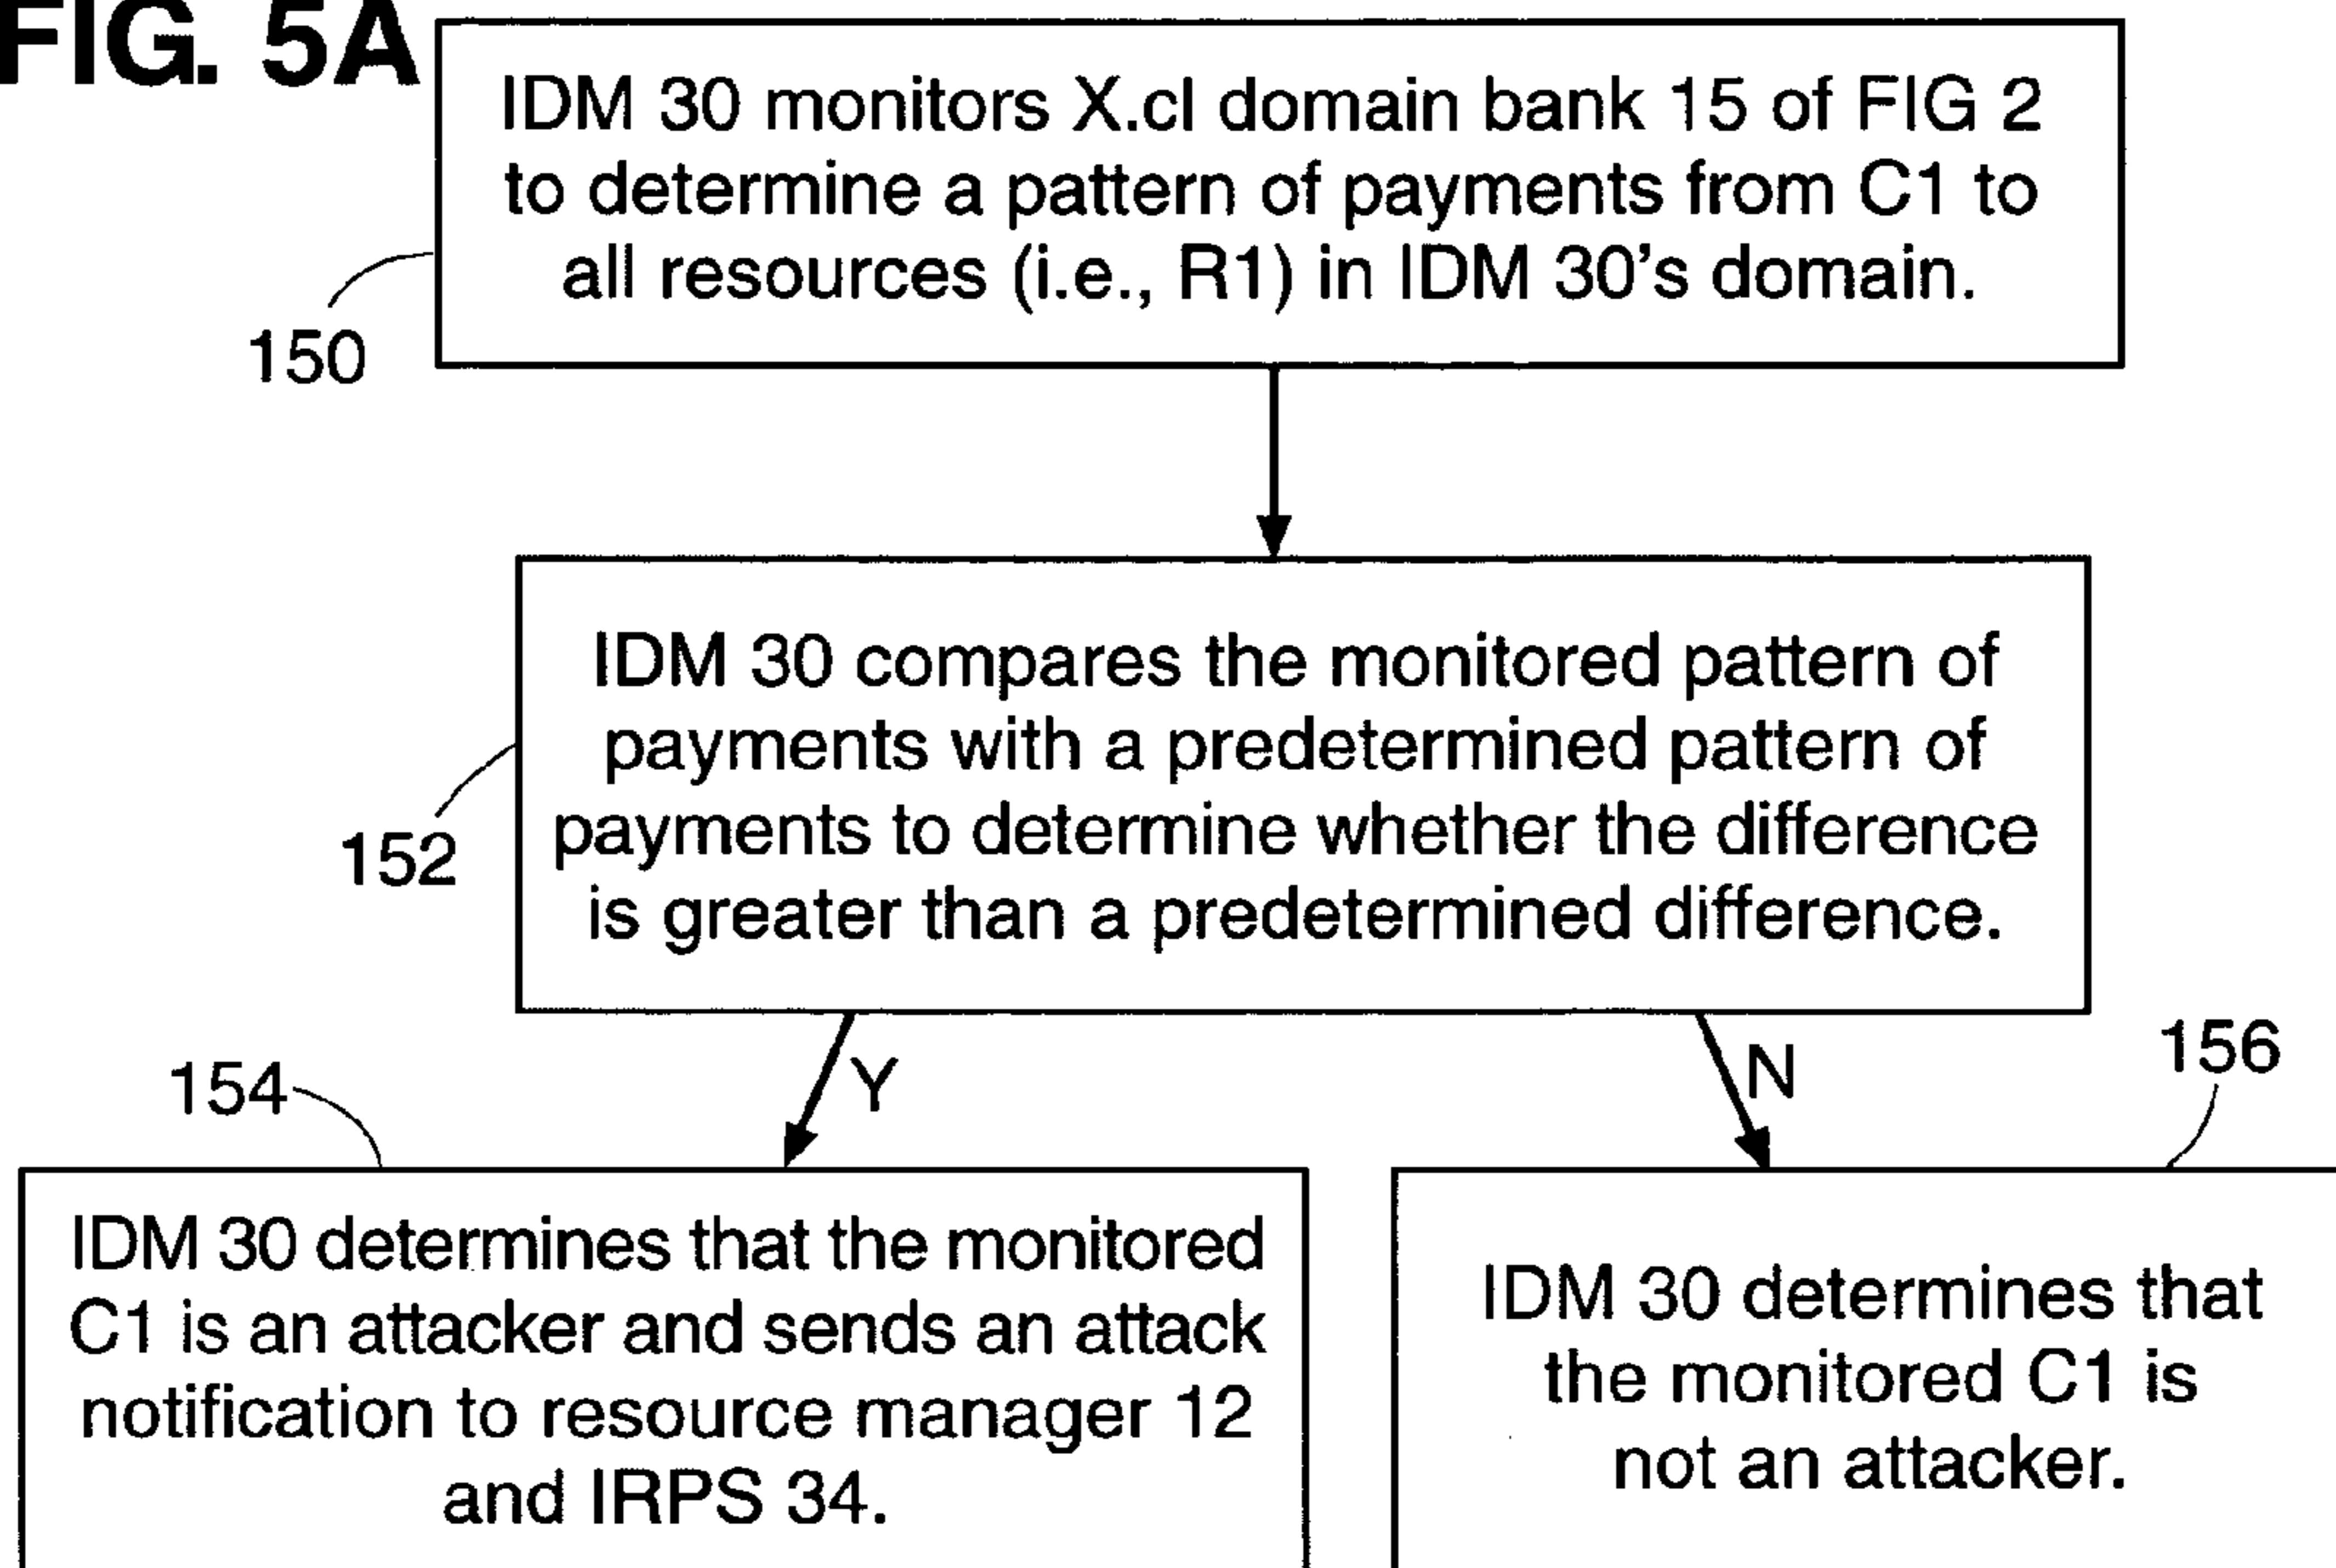 FIG. 5A
IDM 30 monitors X.cl domain bank 15 of FIG 2
to determine a pattern of payments from C1 to
all resources (i.e., R1) in IDM 30's domain.
150
IDM 30 compares the monitored pattern of
payments with a predetermined pattern of
payments to determine whether the difference
is greater than a predetermined difference.
152
Y
N
154
156
IDM 30 determines that the monitored
C1 is an attacker and sends an attack
notification to resource manager 12
and IRPS 34.
IDM 30 determines that
the monitored C1 is
not an attacker.